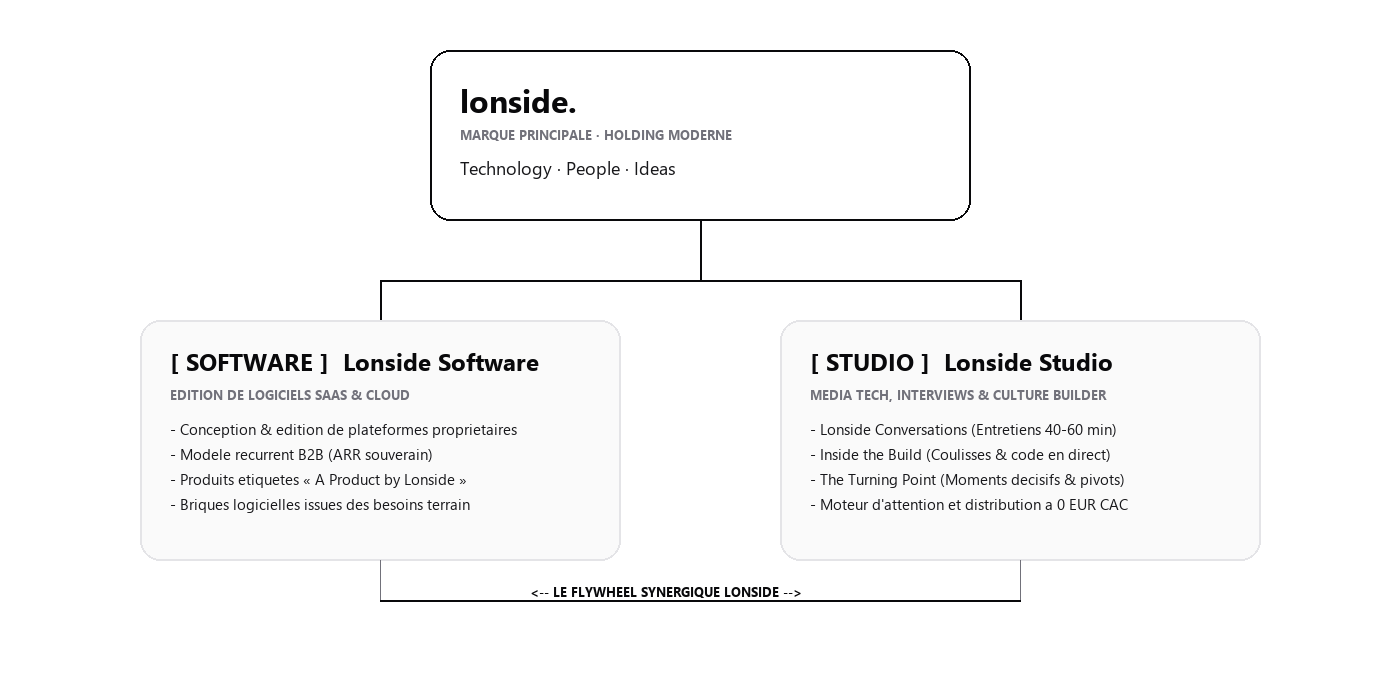 lonside.
MARQUE PRINCIPALE · HOLDING MODERNE
Technology · People · Ideas
[ SOFTWARE ]  Lonside Software
EDITION DE LOGICIELS SAAS & CLOUD
- Conception & edition de plateformes proprietaires
- Modele recurrent B2B (ARR souverain)
- Produits etiquetes « A Product by Lonside »
- Briques logicielles issues des besoins terrain
[ STUDIO ]  Lonside Studio
MEDIA TECH, INTERVIEWS & CULTURE BUILDER
- Lonside Conversations (Entretiens 40-60 min)
- Inside the Build (Coulisses & code en direct)
- The Turning Point (Moments decisifs & pivots)
- Moteur d'attention et distribution a 0 EUR CAC
<-- LE FLYWHEEL SYNERGIQUE LONSIDE -->